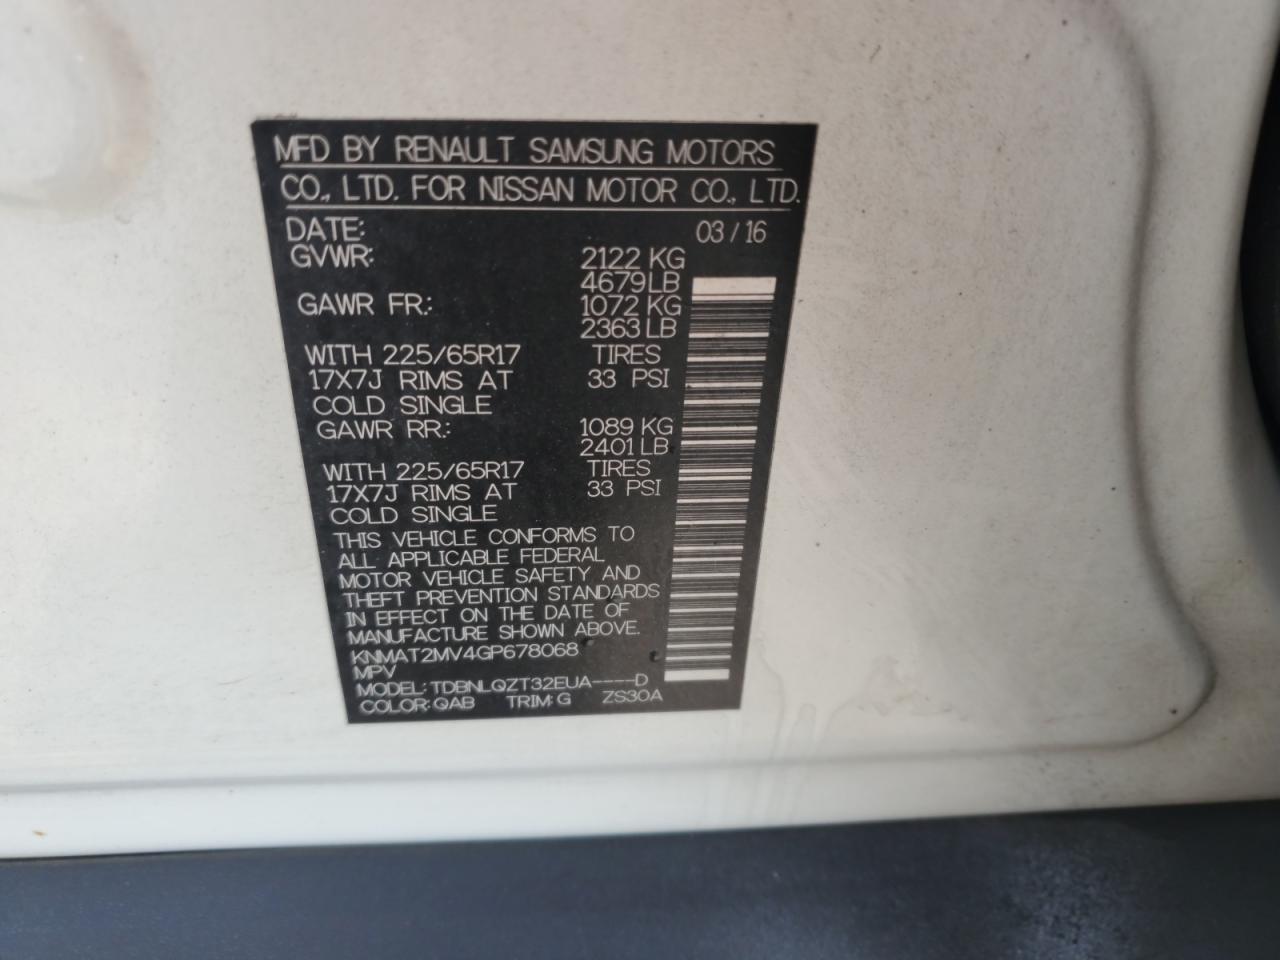 MFD BY RENAULT SAMSUNG MOTORS
CO., LTD. FOR NISSAN MOTOR CO., LTD.
DATE: 03 / 16
GVWR: 2122 KG
4679 LB
GAWR FR.: 1072 KG
2363 LB
WITH 225/65R17 TIRES
17X7J RIMS AT 33 PSI
COLD SINGLE
GAWR RR.: 1089 KG
2401 LB
WITH 225/65R17 TIRES
17X7J RIMS AT 33 PSI
COLD SINGLE
THIS VEHICLE CONFORMS TO
ALL APPLICABLE FEDERAL
MOTOR VEHICLE SAFETY AND
THEFT PREVENTION STANDARDS
IN EFFECT ON THE DATE OF
MANUFACTURE SHOWN ABOVE.
KNMAT2MV4GP678068
MPV
MODEL: TDBNLQZT32EUA----D
COLOR: QAB TRIM: G ZS30A